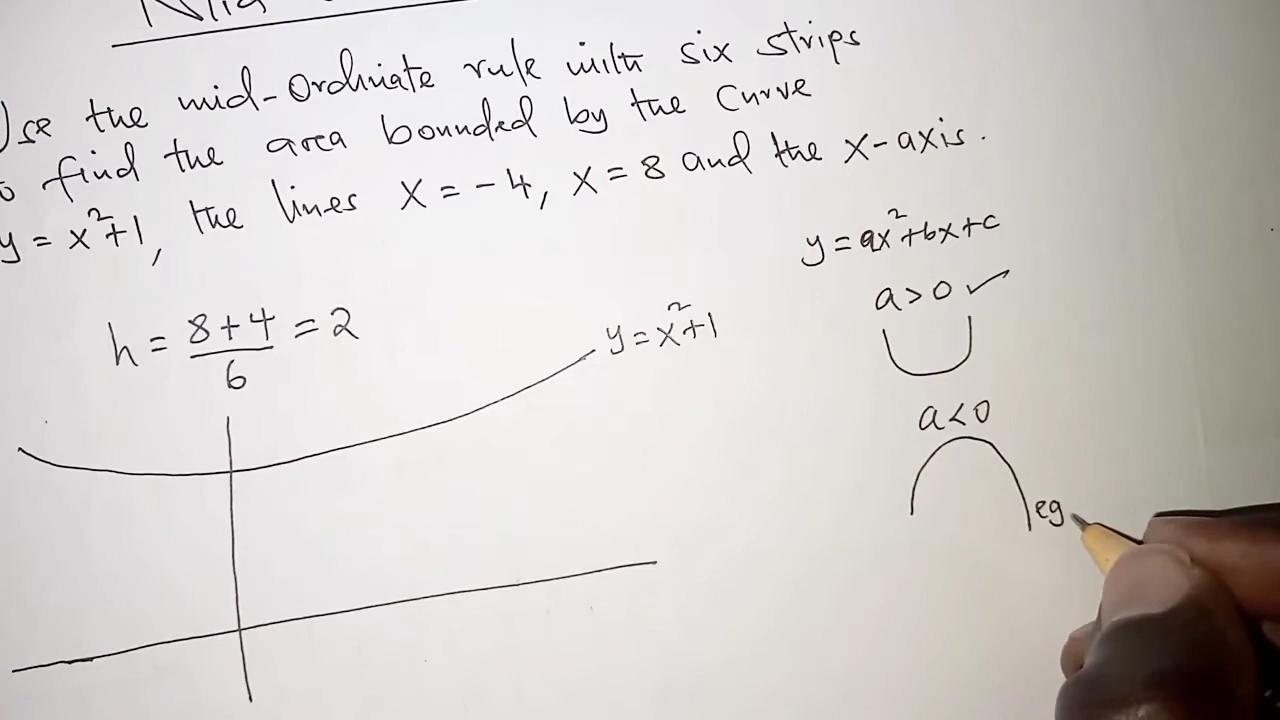 Use the mid-ordinate rule with six strips
to find the area bounded by the curve
y = x²+1, the lines x = -4, x = 8 and the x-axis.
y = ax²+bx+c
a > 0 ✓
h = 8+4 / 6 = 2
y = x²+1
a < 0
eg